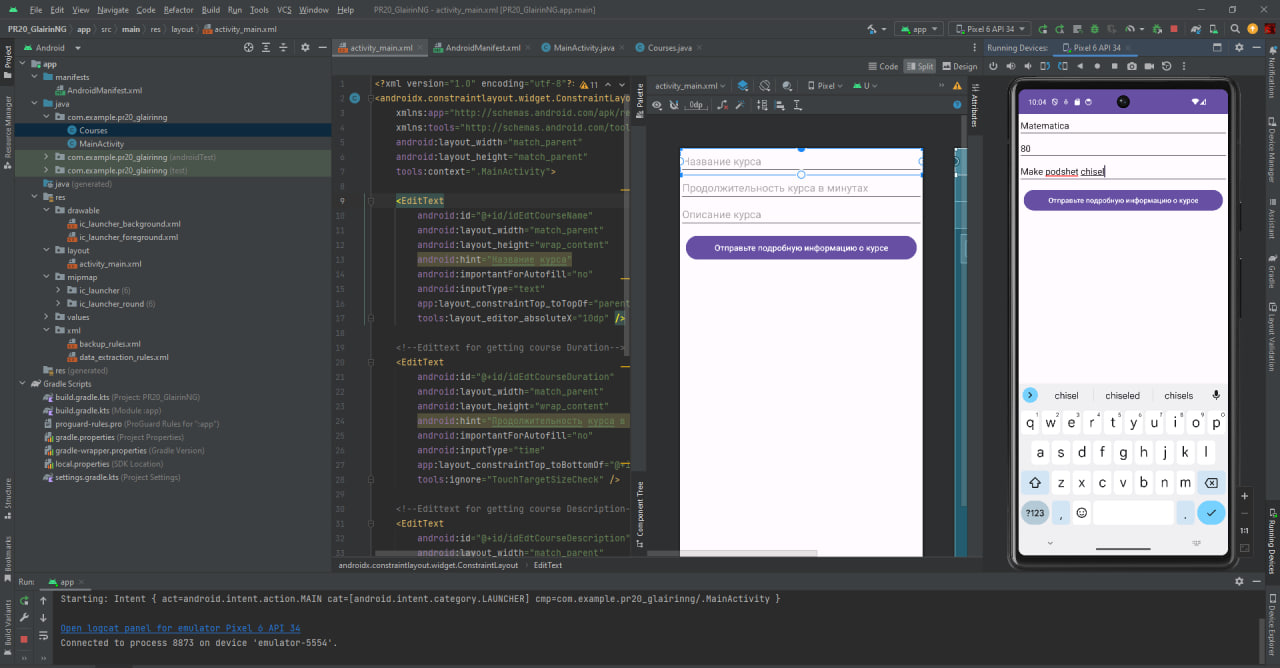 File Edit View Navigate Code Refactor Build Run Tools VCS Window Help PR20_GlairinNG - activity_main.xml [PR20_GlairinNG.app.main]
PR20_GlairinNG app src main res layout activity_main.xml
app Pixel 6 API 34
Android
activity_main.xml AndroidManifest.xml MainActivity.java Courses.java
Running Devices: Pixel 6 API 34
Project
Resource Manager
Structure
Bookmarks
Build Variants
app
manifests
AndroidManifest.xml
java
com.example.pr20_glairinng
Courses
MainActivity
com.example.pr20_glairinng (androidTest)
com.example.pr20_glairinng (test)
java (generated)
res
drawable
ic_launcher_background.xml
ic_launcher_foreground.xml
layout
activity_main.xml
mipmap
ic_launcher (6)
ic_launcher_round (6)
values
xml
backup_rules.xml
data_extraction_rules.xml
res (generated)
Gradle Scripts
build.gradle.kts (Project: PR20_GlairinNG)
build.gradle.kts (Module :app)
proguard-rules.pro (ProGuard Rules for ":app")
gradle.properties (Project Properties)
gradle-wrapper.properties (Gradle Version)
local.properties (SDK Location)
settings.gradle.kts (Project Settings)
Code Split Design
1 <?xml version="1.0" encoding="utf-8"?> 11
2 <androidx.constraintlayout.widget.ConstraintLayo
3 xmlns:app="http://schemas.android.com/apk/re
4 xmlns:tools="http://schemas.android.com/tool
5 android:layout_width="match_parent"
6 android:layout_height="match_parent"
7 tools:context=".MainActivity">
8
9 <EditText
10 android:id="@+id/idEdtCourseName"
11 android:layout_width="match_parent"
12 android:layout_height="wrap_content"
13 android:hint="Название курса"
14 android:importantForAutofill="no"
15 android:inputType="text"
16 app:layout_constraintTop_toTopOf="parent
17 tools:layout_editor_absoluteX="10dp" />
18
19 <!--Edittext for getting course Duration-->
20 <EditText
21 android:id="@+id/idEdtCourseDuration"
22 android:layout_width="match_parent"
23 android:layout_height="wrap_content"
24 android:hint="Продолжительность курса в
25 android:importantForAutofill="no"
26 android:inputType="time"
27 app:layout_constraintTop_toBottomOf="@+i
28 tools:ignore="TouchTargetSizeCheck" />
29
30 <!--Edittext for getting course Description-
31 <EditText
32 android:id="@+id/idEdtCourseDescription"
33 android:layout_width="match_parent"
androidx.constraintlayout.widget.ConstraintLayout EditText
Palette
Component Tree
activity_main.xml Pixel U
0dp
Название курса
Продолжительность курса в минутах
Описание курса
Отправьте подробную информацию о курсе
Attributes
10:04
Matematica
80
Make podshet chisel
Отправьте подробную информацию о курсе
chisel chiseled chisels
q1 w2 e3 r4 t5 y6 u7 i8 o9 p0
a s d f g h j k l
z x c v b n m
?123 , .
1:1
Notifications
Device Manager
Assistant
Gradle
Layout Validation
Running Devices
Device Explorer
Run: app
Starting: Intent { act=android.intent.action.MAIN cat=[android.intent.category.LAUNCHER] cmp=com.example.pr20_glairinng/.MainActivity }
Open logcat panel for emulator Pixel 6 API 34
Connected to process 8873 on device 'emulator-5554'.